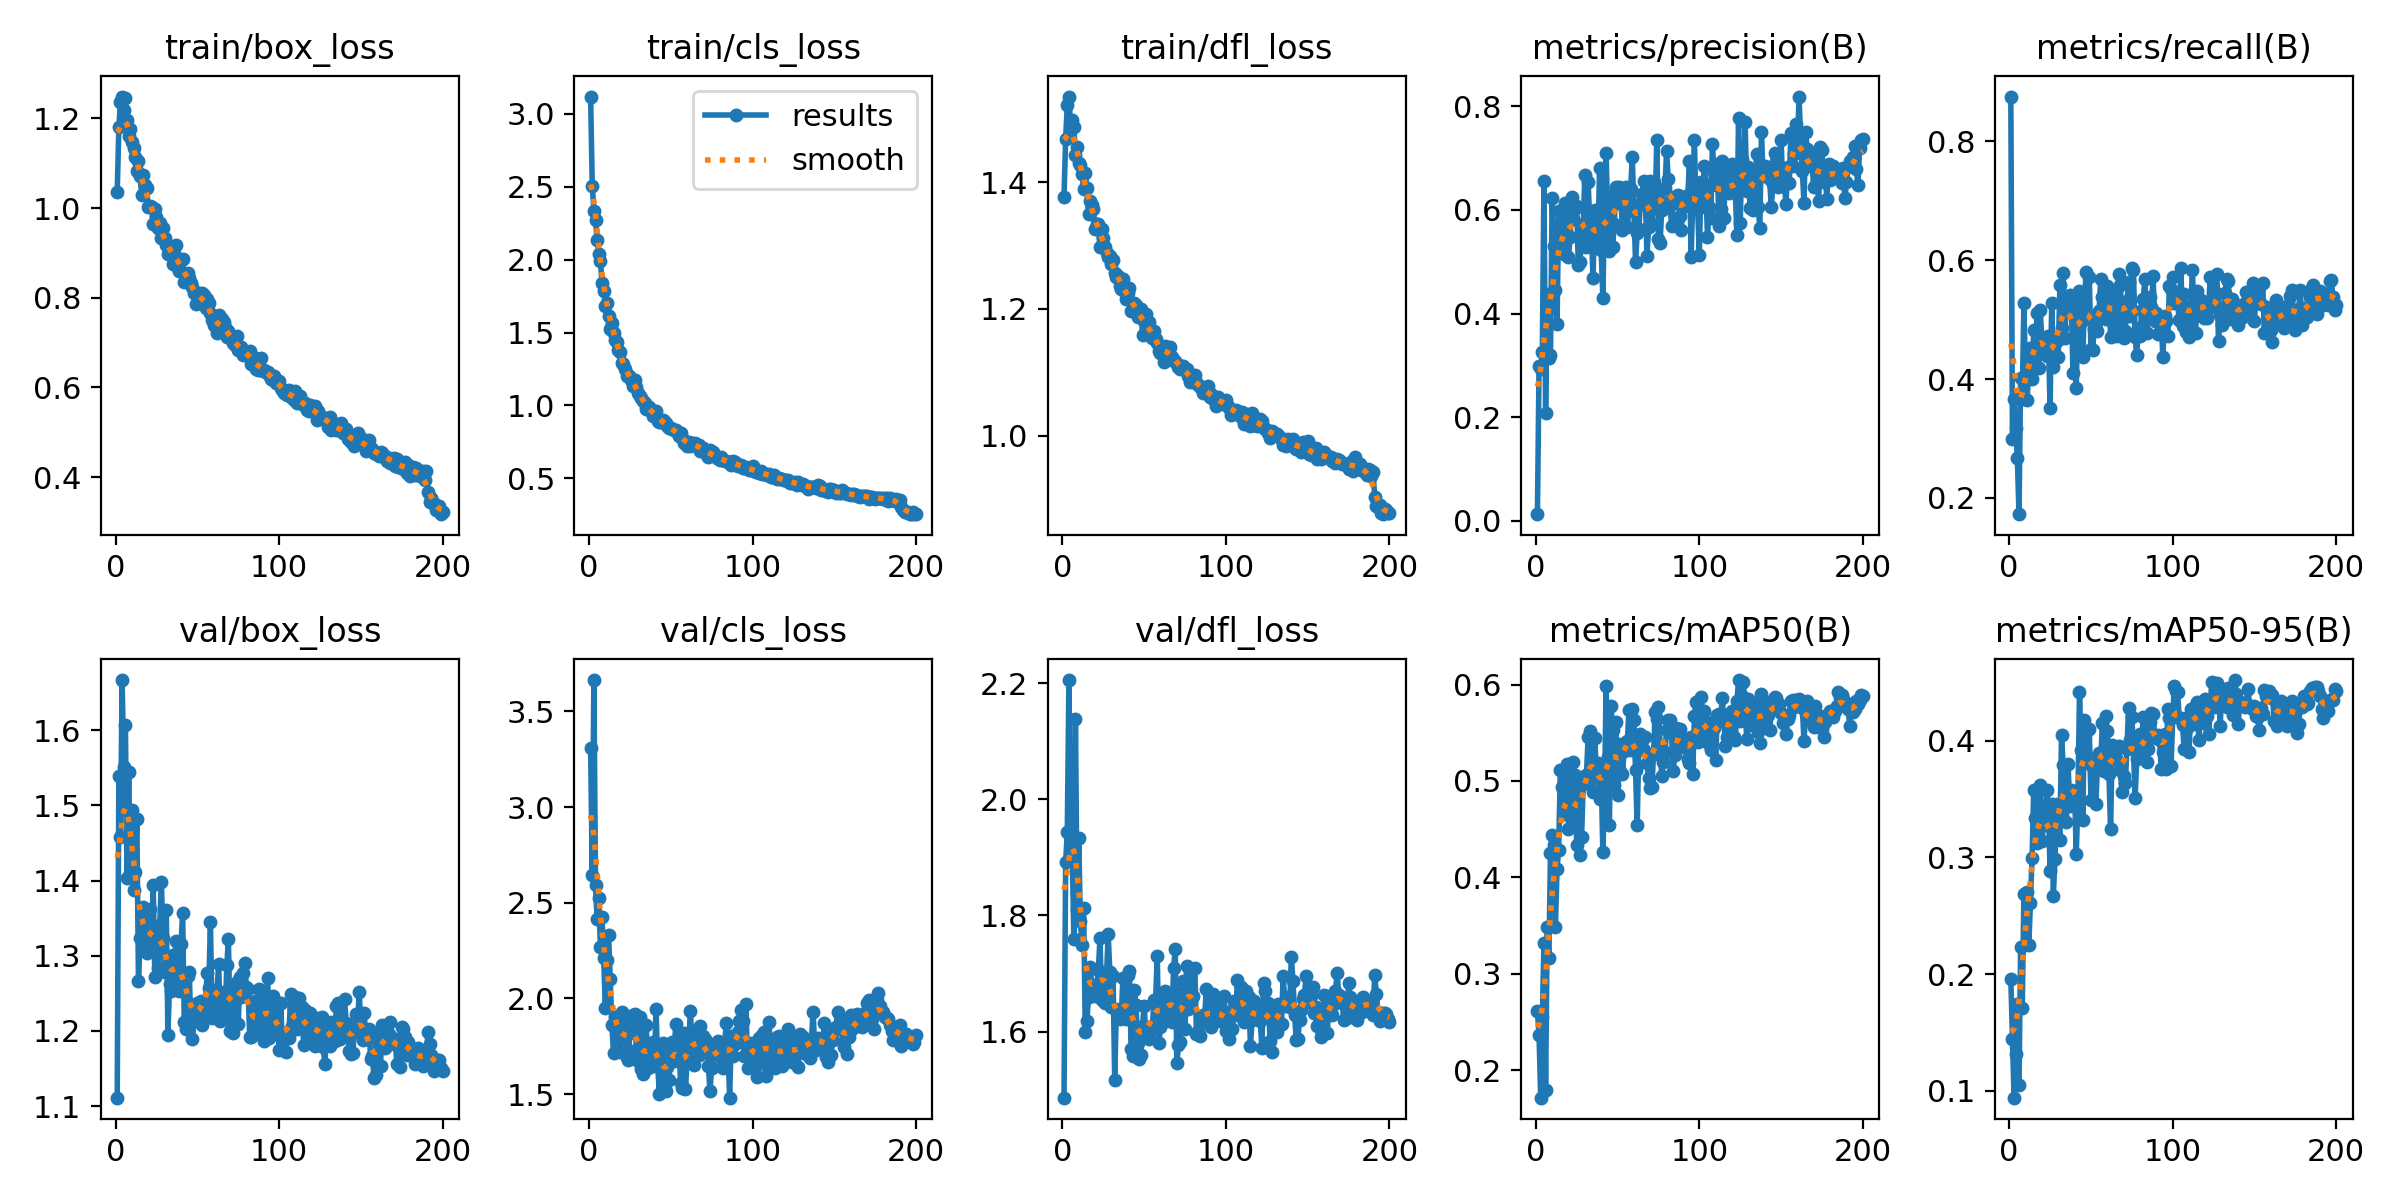 train/box_loss
train/cls_loss
train/dfl_loss
metrics/precision(B)
metrics/recall(B)
1.2
1.0
0.8
0.6
0.4
0 100 200
3.0
2.5
2.0
1.5
1.0
0.5
0 100 200
results
smooth
1.4
1.2
1.0
0 100 200
0.8
0.6
0.4
0.2
0.0
0 100 200
0.8
0.6
0.4
0.2
0 100 200
val/box_loss
val/cls_loss
val/dfl_loss
metrics/mAP50(B)
metrics/mAP50-95(B)
1.6
1.5
1.4
1.3
1.2
1.1
0 100 200
3.5
3.0
2.5
2.0
1.5
0 100 200
2.2
2.0
1.8
1.6
0 100 200
0.6
0.5
0.4
0.3
0.2
0 100 200
0.4
0.3
0.2
0.1
0 100 200